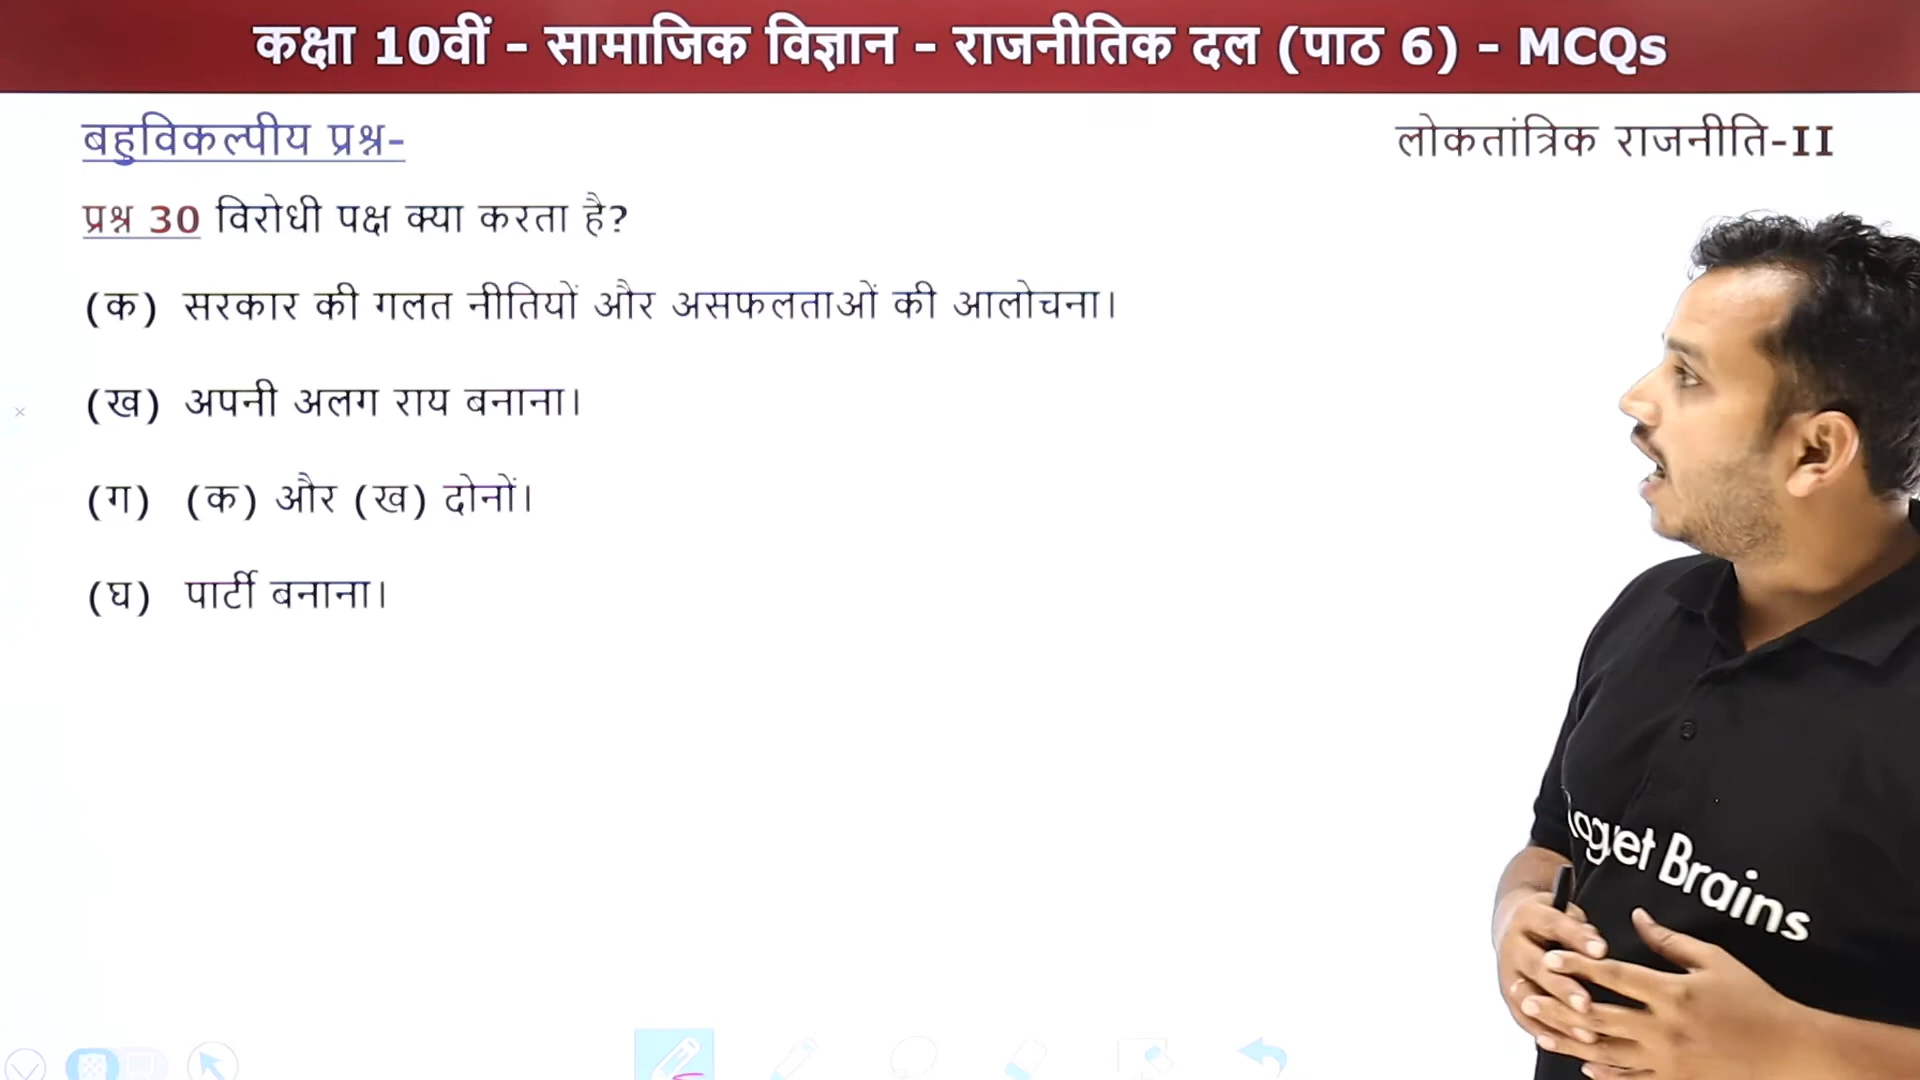 कक्षा 10वीं - सामाजिक विज्ञान - राजनीतिक दल (पाठ 6) - MCQs
बहुविकल्पीय प्रश्न-
लोकतांत्रिक राजनीति-II
प्रश्न 30 विरोधी पक्ष क्या करता है?
(क) सरकार की गलत नीतियों और असफलताओं की आलोचना।
(ख) अपनी अलग राय बनाना।
(ग) (क) और (ख) दोनों।
(घ) पार्टी बनाना।
Brains